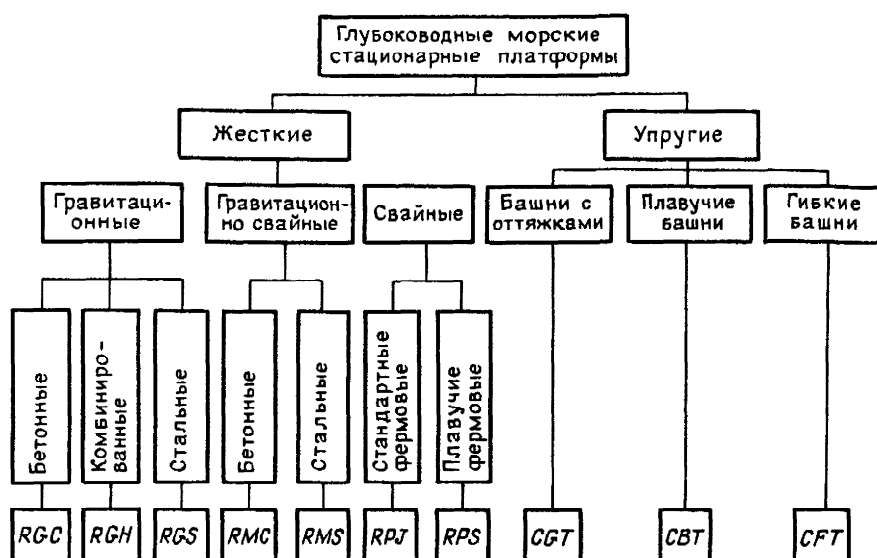 Глубоководные морские
стационарные платформы
Жесткие
Упругие
Гравитаци-
онные
Гравитацион-
но свайные
Свайные
Башни с
оттяжками
Плавучие
башни
Гибкие
башни
Бетонные
Комбиниро-
ванные
Стальные
Бетонные
Стальные
Стандартные
фермовые
Плавучие
фермовые
RGC
RGH
RGS
RMC
RMS
RPJ
RPS
CGT
CBT
CFT